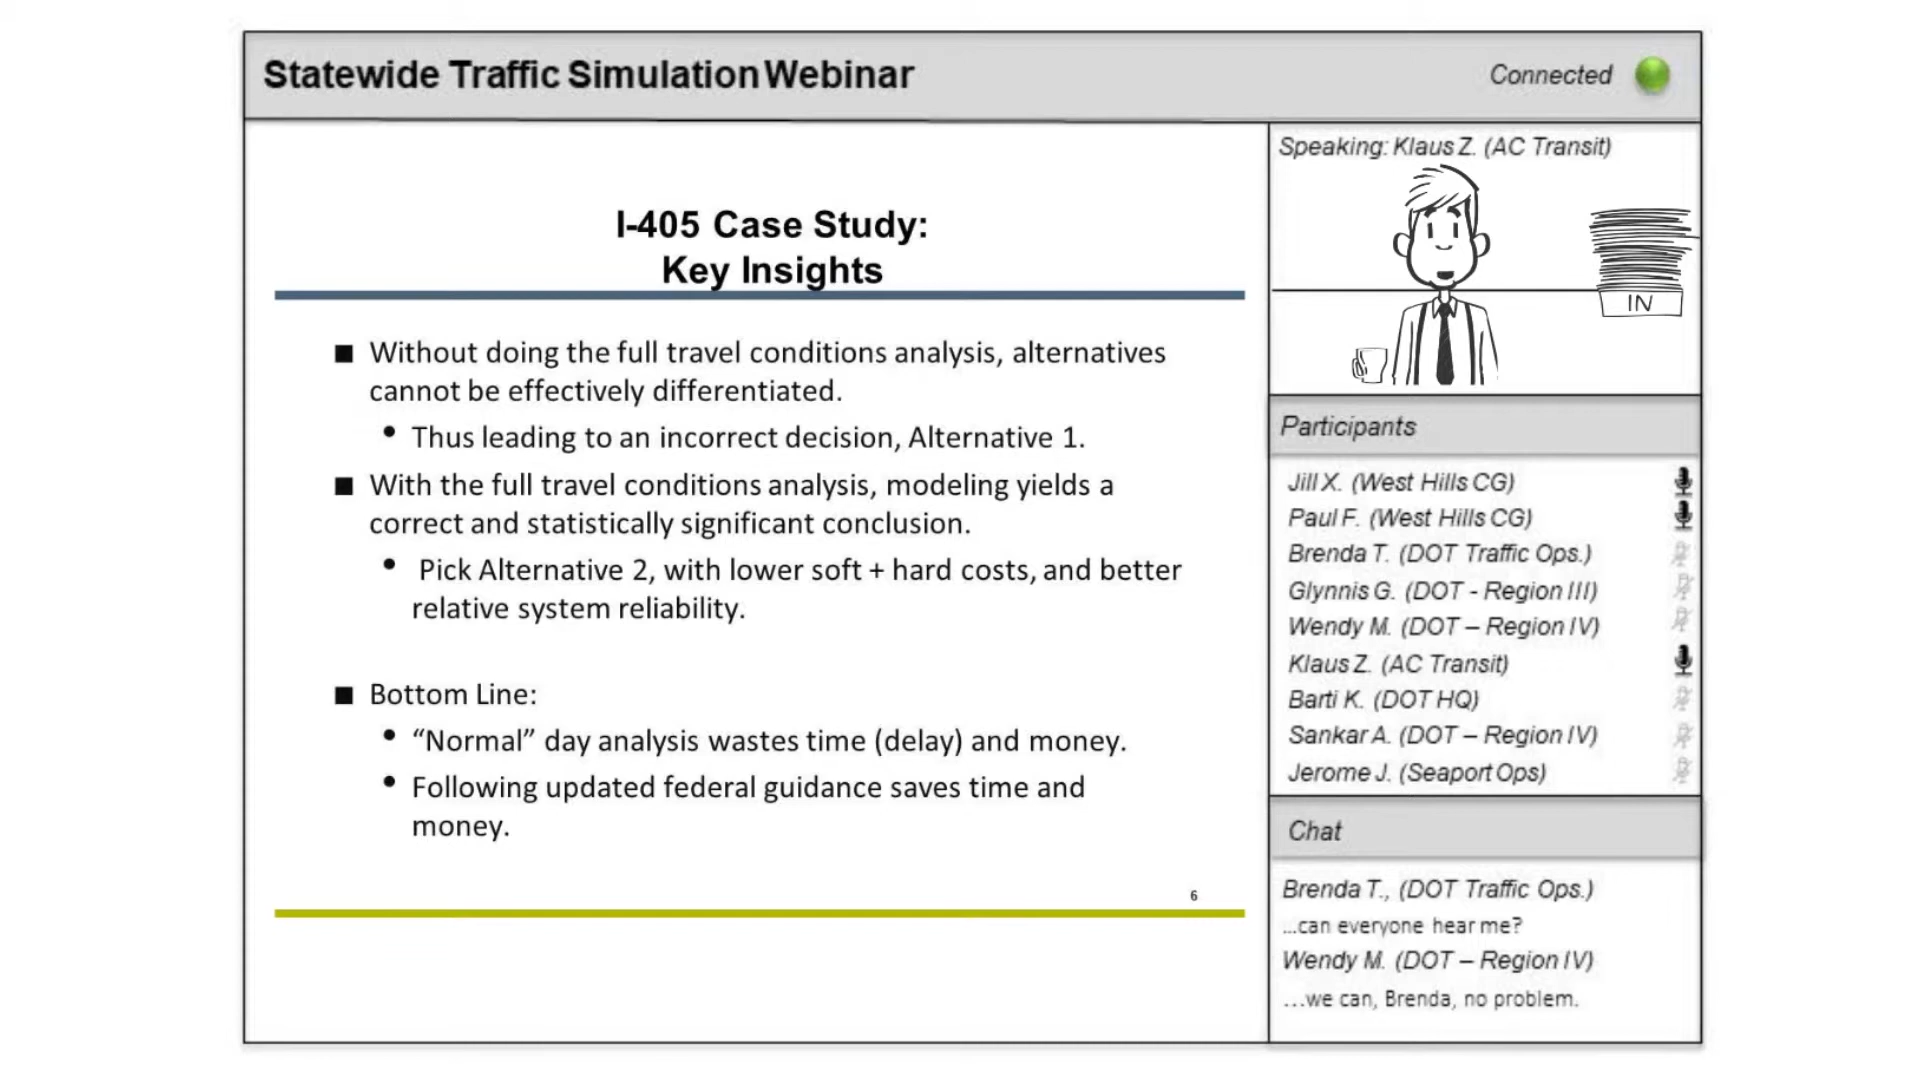 Statewide Traffic Simulation Webinar
Connected
I-405 Case Study:
Key Insights
■ Without doing the full travel conditions analysis, alternatives
cannot be effectively differentiated.
• Thus leading to an incorrect decision, Alternative 1.
■ With the full travel conditions analysis, modeling yields a
correct and statistically significant conclusion.
• Pick Alternative 2, with lower soft + hard costs, and better
relative system reliability.
■ Bottom Line:
• “Normal” day analysis wastes time (delay) and money.
• Following updated federal guidance saves time and
money.
6
Speaking: Klaus Z. (AC Transit)
IN
Participants
Jill X. (West Hills CG)
Paul F. (West Hills CG)
Brenda T. (DOT Traffic Ops.)
Glynnis G. (DOT - Region III)
Wendy M. (DOT – Region IV)
Klaus Z. (AC Transit)
Barti K. (DOT HQ)
Sankar A. (DOT – Region IV)
Jerome J. (Seaport Ops)
Chat
Brenda T., (DOT Traffic Ops.)
...can everyone hear me?
Wendy M. (DOT – Region IV)
...we can, Brenda, no problem.